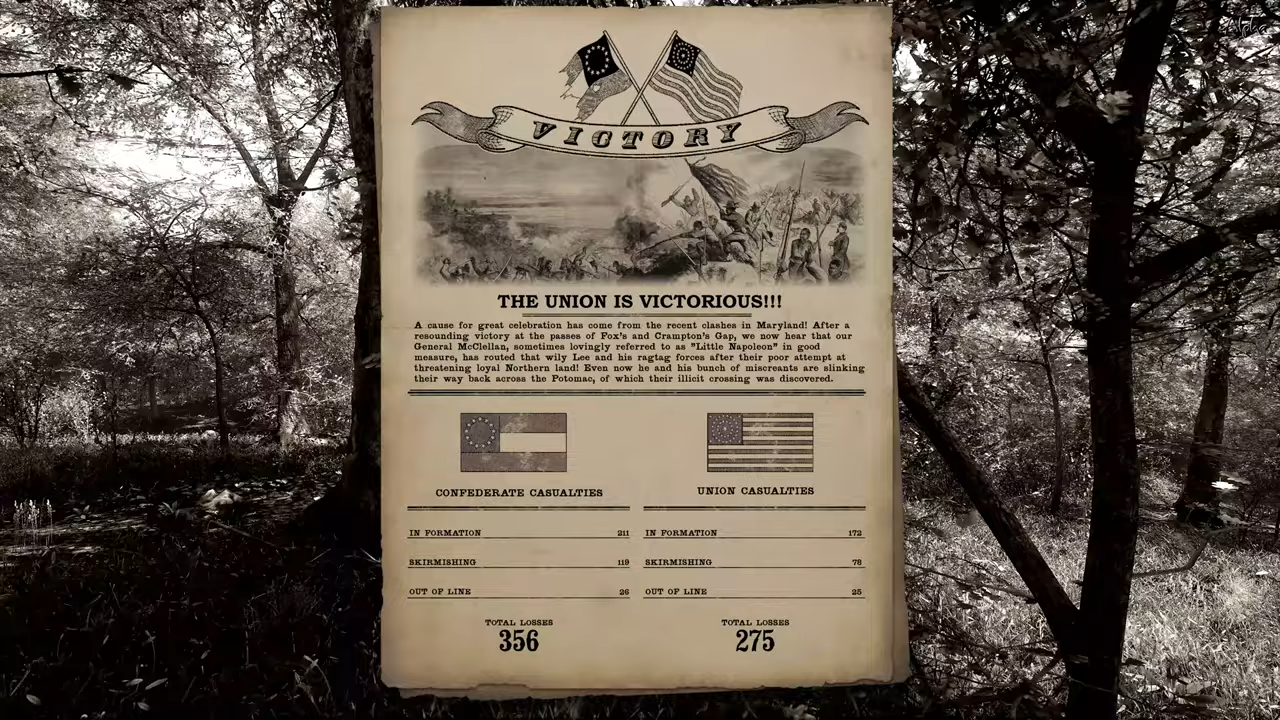 VICTORY
THE UNION IS VICTORIOUS!!!
A cause for great celebration has come from the recent clashes in Maryland! After a
resounding victory at the passes of Fox's and Crampton's Gap, we now hear that our
General McClellan, sometimes lovingly referred to as "Little Napoleon" in good
measure, has routed that wily Lee and his ragtag forces after their poor attempt at
threatening loyal Northern land! Even now he and his bunch of miscreants are slinking
their way back across the Potomac, of which their illicit crossing was discovered.
CONFEDERATE CASUALTIES
IN FORMATION 211
SKIRMISHING 119
OUT OF LINE 26
TOTAL LOSSES
356
UNION CASUALTIES
IN FORMATION 172
SKIRMISHING 78
OUT OF LINE 25
TOTAL LOSSES
275